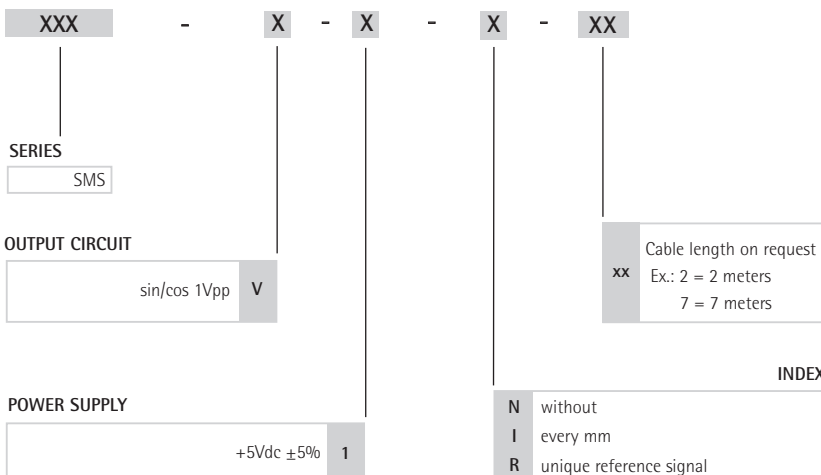 XXX - X - X - X - XX
SERIES
SMS
OUTPUT CIRCUIT
sin/cos 1Vpp V
xx Cable length on request
Ex.: 2 = 2 meters
7 = 7 meters
POWER SUPPLY
+5Vdc ±5% 1
INDEX
N without
I every mm
R unique reference signal